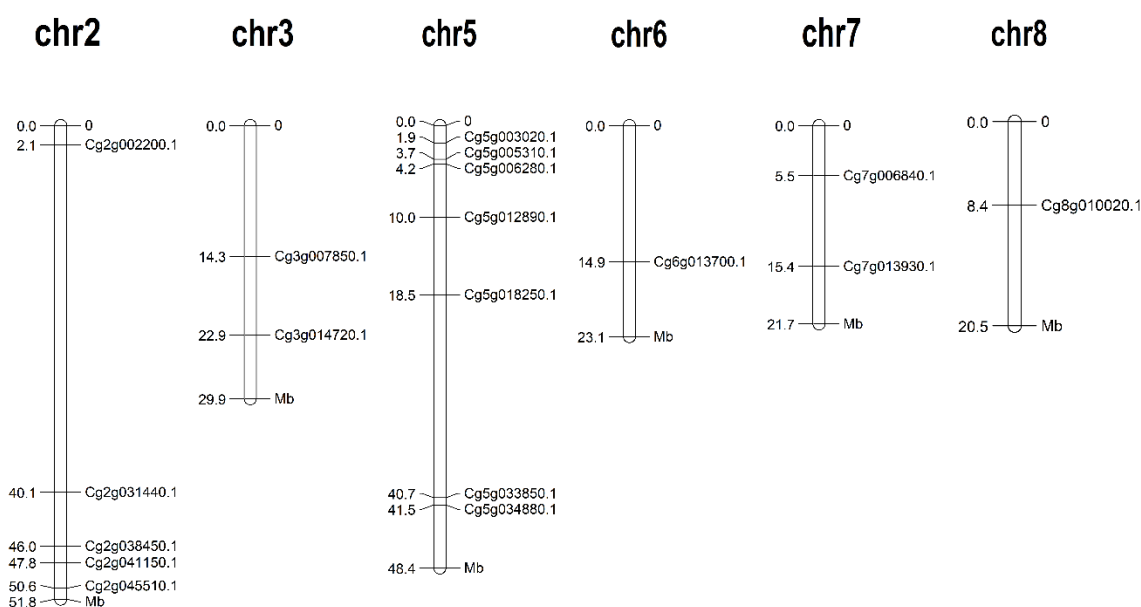 chr2
chr3
chr5
chr6
chr7
chr8
0.0 0
2.1 Cg2g002200.1
40.1 Cg2g031440.1
46.0 Cg2g038450.1
47.8 Cg2g041150.1
50.6 Cg2g045510.1
51.8 Mb
0.0 0
14.3 Cg3g007850.1
22.9 Cg3g014720.1
29.9 Mb
0.0 0
1.9 Cg5g003020.1
3.7 Cg5g005310.1
4.2 Cg5g006280.1
10.0 Cg5g012890.1
18.5 Cg5g018250.1
40.7 Cg5g033850.1
41.5 Cg5g034880.1
48.4 Mb
0.0 0
14.9 Cg6g013700.1
23.1 Mb
0.0 0
5.5 Cg7g006840.1
15.4 Cg7g013930.1
21.7 Mb
0.0 0
8.4 Cg8g010020.1
20.5 Mb